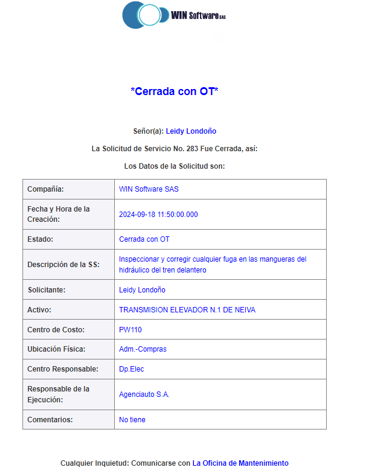 WIN Software SAS
*Cerrada con OT*
Señor(a): Leidy Londoño
La Solicitud de Servicio No. 283 Fue Cerrada, así:
Los Datos de la Solicitud son:
Compañía: WIN Software SAS
Fecha y Hora de la
Creación: 2024-09-18 11:50:00.000
Estado: Cerrada con OT
Descripción de la SS: Inspeccionar y corregir cualquier fuga en las mangueras del
hidráulico del tren delantero
Solicitante: Leidy Londoño
Activo: TRANSMISION ELEVADOR N.1 DE NEIVA
Centro de Costo: PW110
Ubicación Física: Adm.-Compras
Centro Responsable: Dp.Elec
Responsable de la
Ejecución: Agenciauto S.A.
Comentarios: No tiene
Cualquier Inquietud: Comunicarse con La Oficina de Mantenimiento